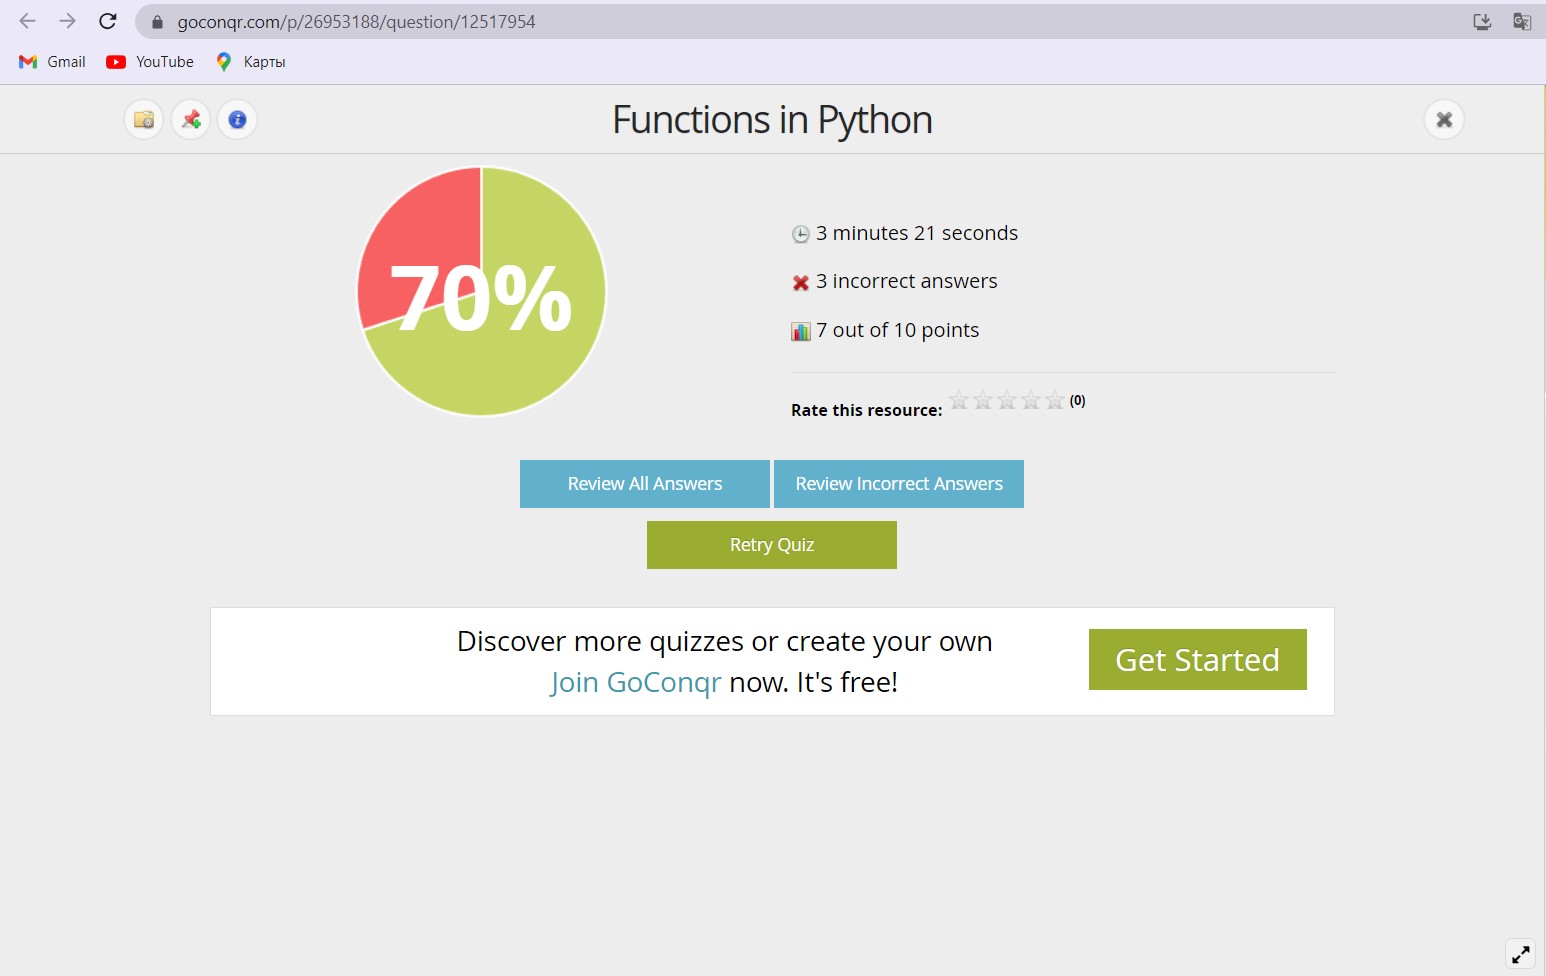 goconqr.com/p/26953188/question/12517954
Gmail YouTube Карты
Functions in Python
70%
3 minutes 21 seconds
3 incorrect answers
7 out of 10 points
Rate this resource: (0)
Review All Answers Review Incorrect Answers
Retry Quiz
Discover more quizzes or create your own
Join GoConqr now. It's free!
Get Started